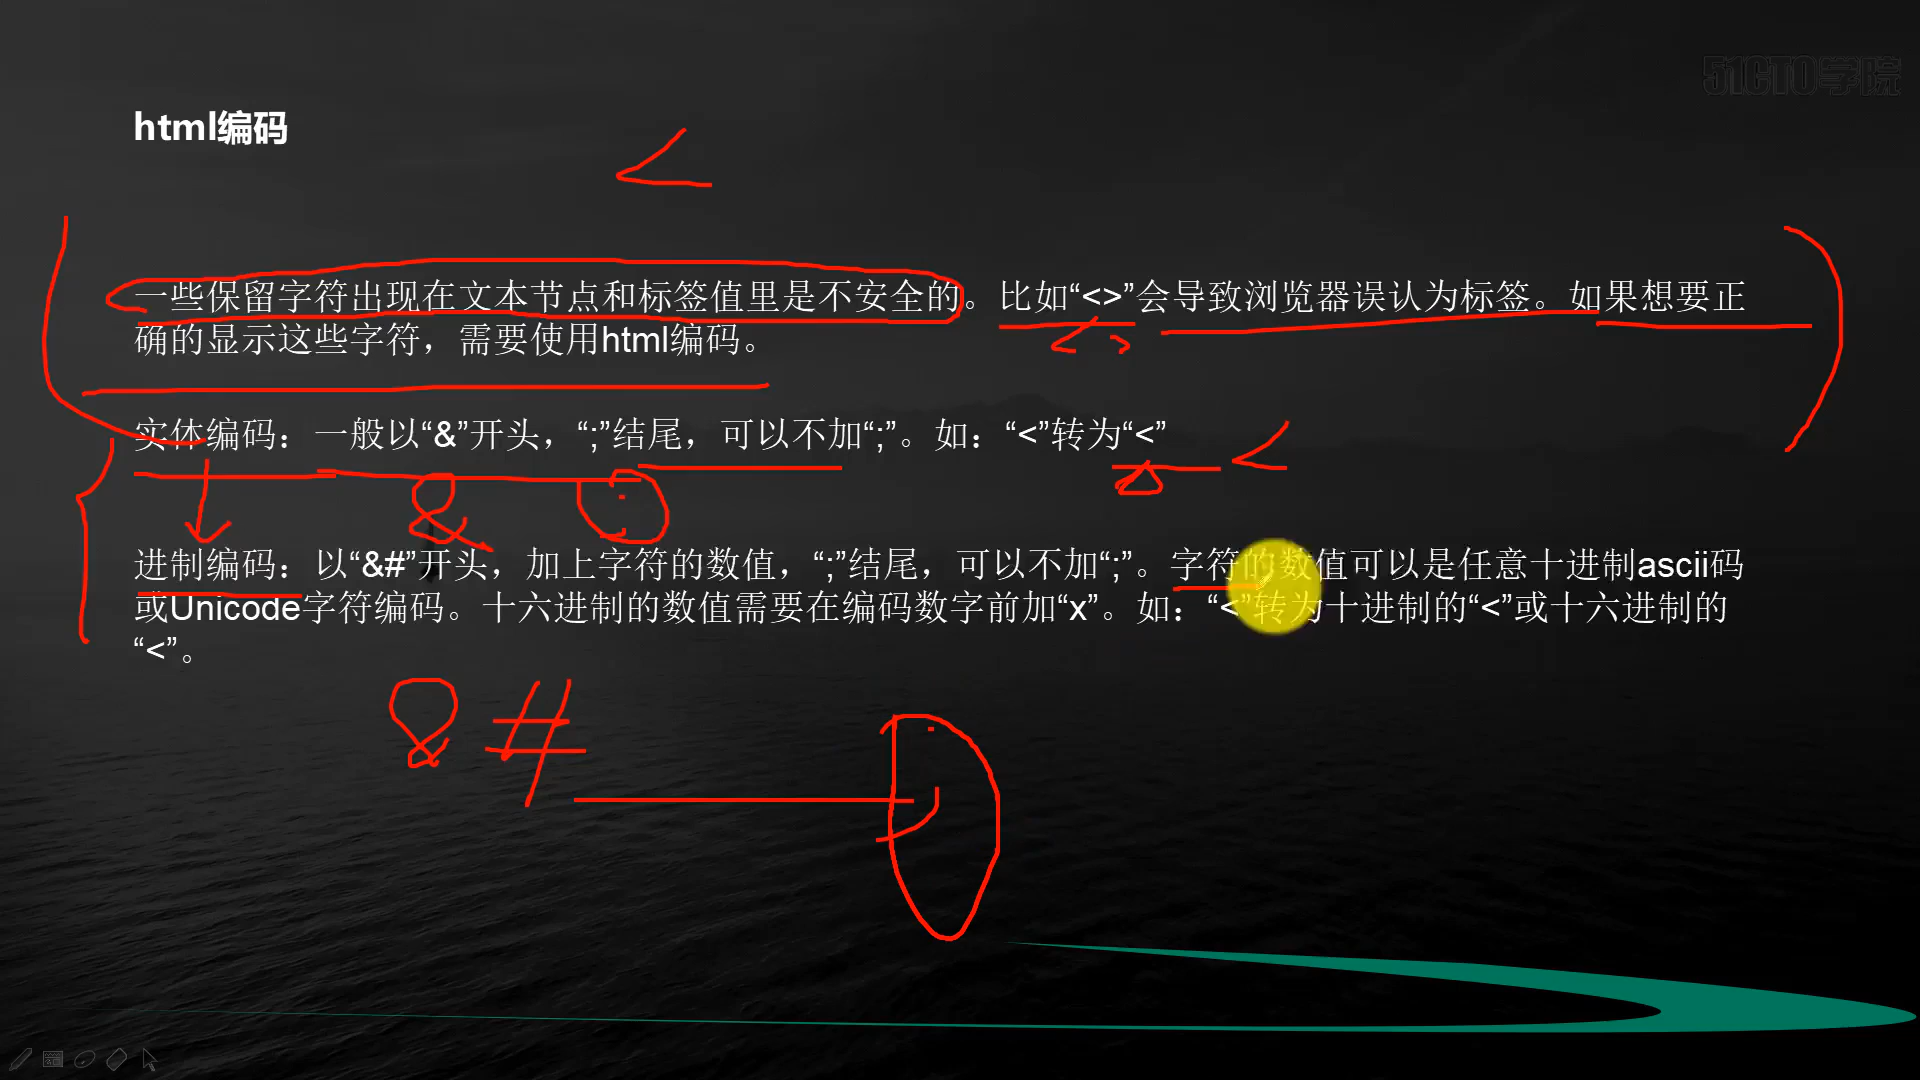 51CTO学院
html编码
<
一些保留字符出现在文本节点和标签值里是不安全的。比如“<>”会导致浏览器误认为标签。如果想要正
确的显示这些字符，需要使用html编码。
< >
实体编码：一般以“&”开头，“;”结尾，可以不加“;”。如：“<”转为“<”
<
& ;
进制编码：以“&#”开头，加上字符的数值，“;”结尾，可以不加“;”。字符的数值可以是任意十进制ascii码
或Unicode字符编码。十六进制的数值需要在编码数字前加“x”。如：“<”转为十进制的“<”或十六进制的
“<”。
&# ;